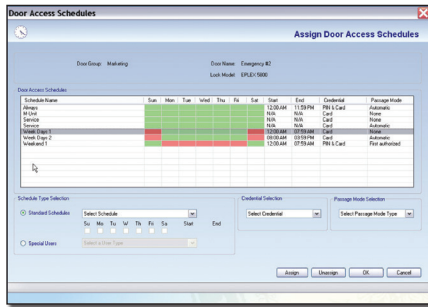 Door Access Schedules
Assign Door Access Schedules
Door Group: Marketing Door Name: Emergency #2
Lock Model: EPLEX 5800
Door Access Schedules
Schedule Name Sun Mon Tue Wed Thu Fri Sat Start End Credential Passage Mode
Always 12:00 AM 11:59 PM PIN & Card Automatic
M-Unit N/A N/A Card None
Service N/A N/A Card None
Service N/A N/A Card Automatic
Week Days 1 12:00 AM 07:59 AM Card None
Week Days 2 08:00 AM 03:59 PM Card Automatic
Weekend 1 12:00 AM 07:59 AM PIN & Card First authorized
Schedule Type Selection Credential Selection Passage Mode Selection
Standard Schedules Select Schedule Select Credential Select Passage Mode Type
Su Mo Tu W Th Fr Sa Start End
Special Users Select a User Type
Assign Unassign OK Cancel